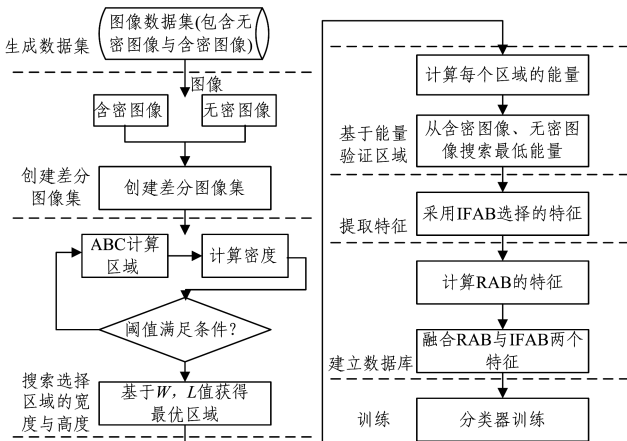 图像数据集(包含无
密图像与含密图像)
生成数据集
图像
含密图像
无密图像
创建差分
图像集
创建差分图像集
ABC计算
区域
计算密度
阈值满足条件?
搜索选择
区域的宽度
与高度
基于W，L值获得
最优区域
计算每个区域的能量
基于能量
验证区域
从含密图像、无密图
像搜索最低能量
提取特征
采用IFAB选择的特征
计算RAB的特征
建立数据库
融合RAB与IFAB两个
特征
训练
分类器训练